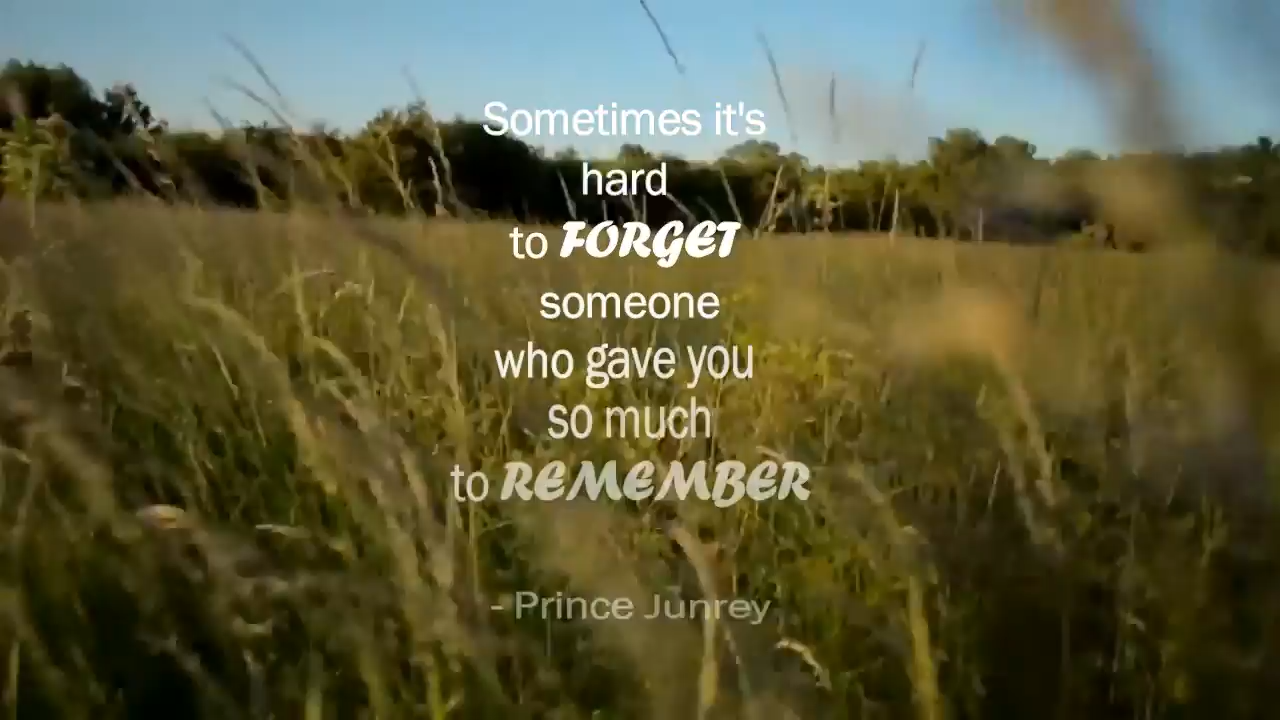 Sometimes it's
hard
to FORGET
someone
who gave you
so much
to REMEMBER
- Prince Junrey